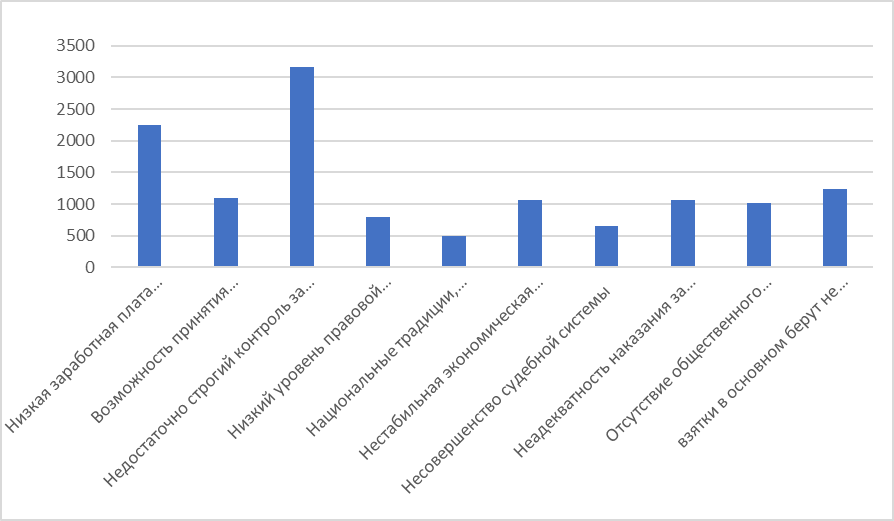 3500
3000
2500
2000
1500
1000
500
0
Низкая заработная плата…
Возможность принятия…
Недостаточно строгий контроль за…
Низкий уровень правовой…
Национальные традиции,…
Нестабильная экономическая…
Несовершенство судебной системы
Неадекватность наказания за…
Отсутствие общественного…
взятки в основном берут не…